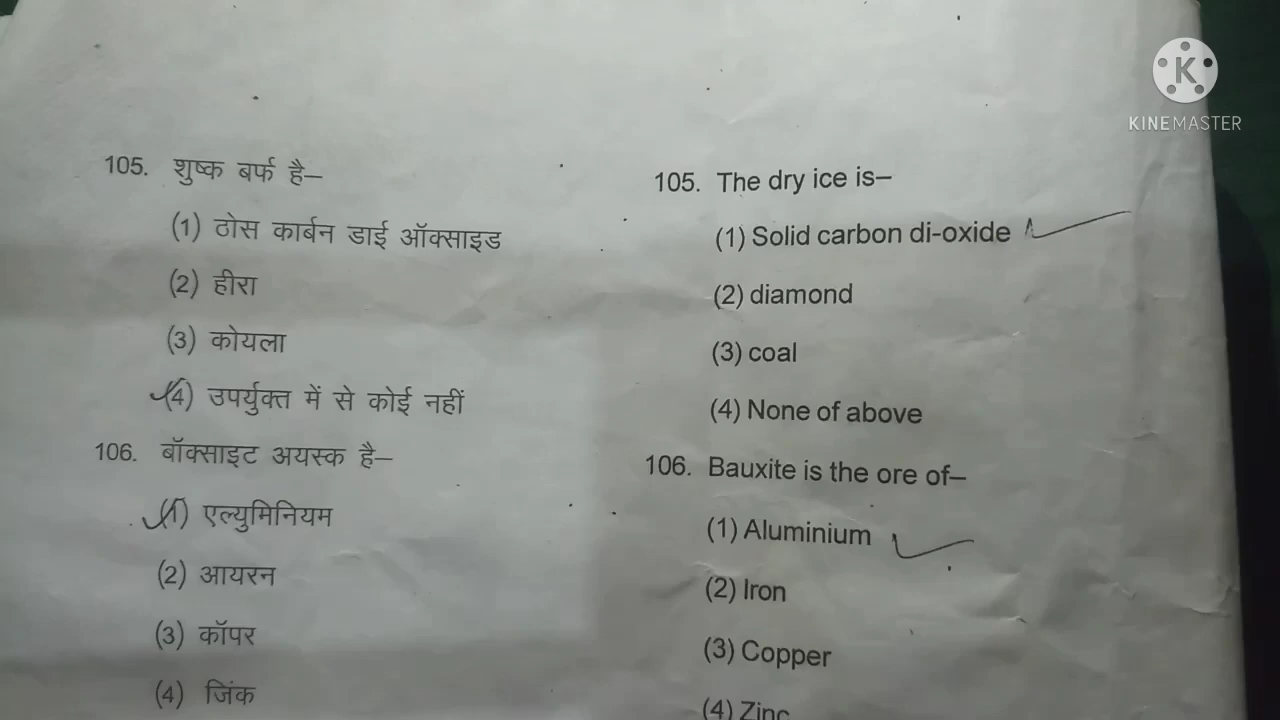 105. शुष्क बर्फ है–
(1) ठोस कार्बन डाई ऑक्साइड
(2) हीरा
(3) कोयला
(4) उपर्युक्त में से कोई नहीं
106. बॉक्साइट अयस्क है–
(1) एल्युमिनियम
(2) आयरन
(3) कॉपर
(4) जिंक
105. The dry ice is–
(1) Solid carbon di-oxide
(2) diamond
(3) coal
(4) None of above
106. Bauxite is the ore of–
(1) Aluminium
(2) Iron
(3) Copper
(4) Zinc
K
KINEMASTER